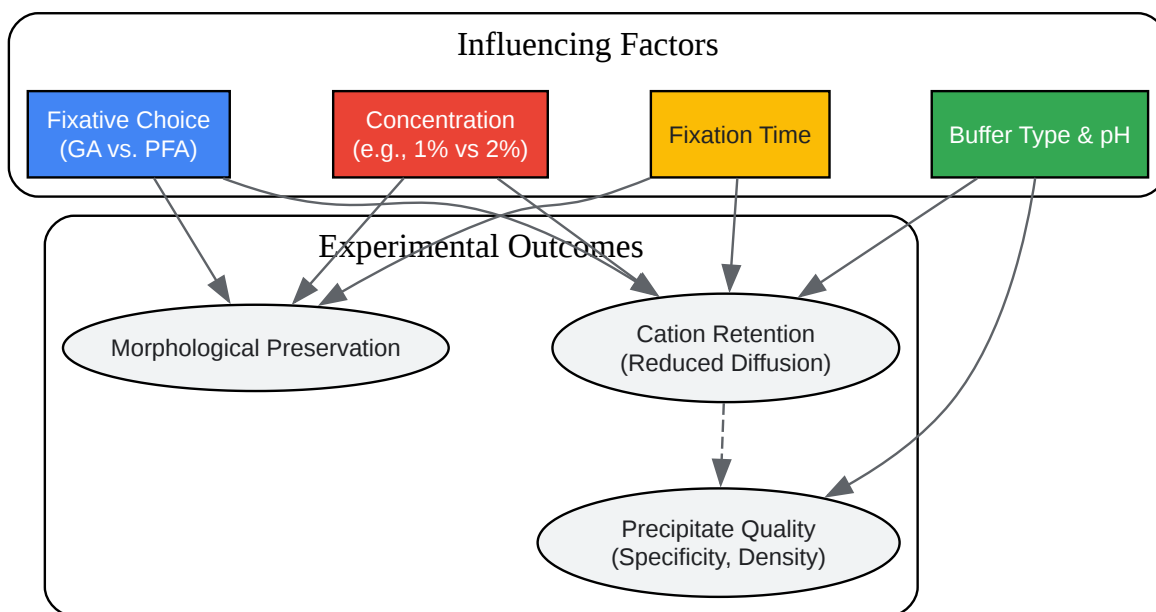 Influencing Factors
Fixative Choice
(GA vs. PFA)
Concentration
(e.g., 1% vs 2%)
Fixation Time
Buffer Type & pH
Experimental Outcomes
Morphological Preservation
Cation Retention
(Reduced Diffusion)
Precipitate Quality
(Specificity, Density)